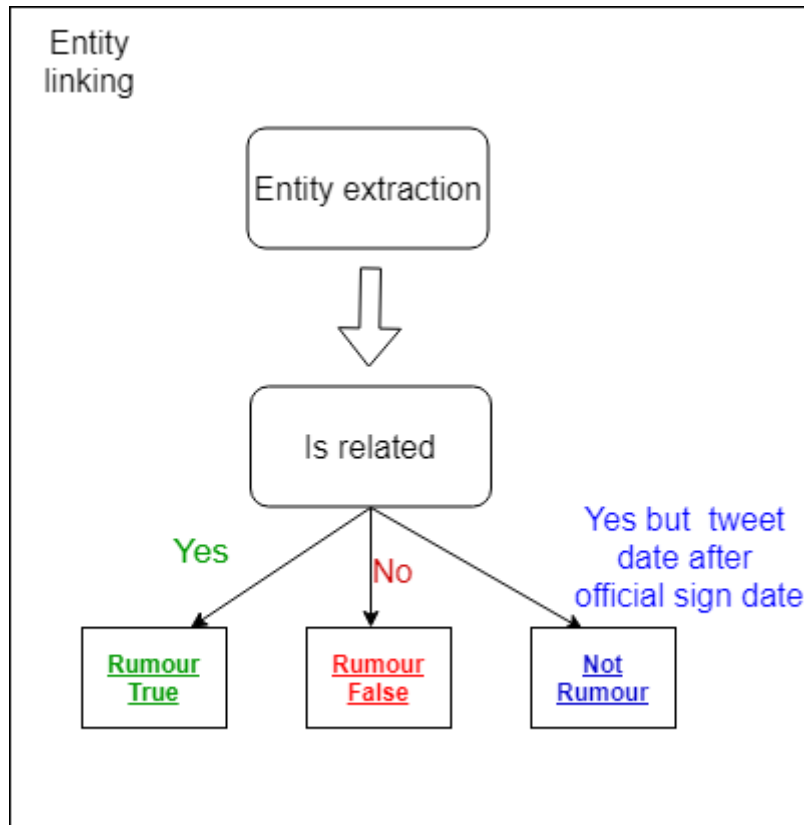 Entity
linking
Entity extraction
Is related
Yes
No
Yes but tweet
date after
official sign date
Rumour
True
Rumour
False
Not
Rumour